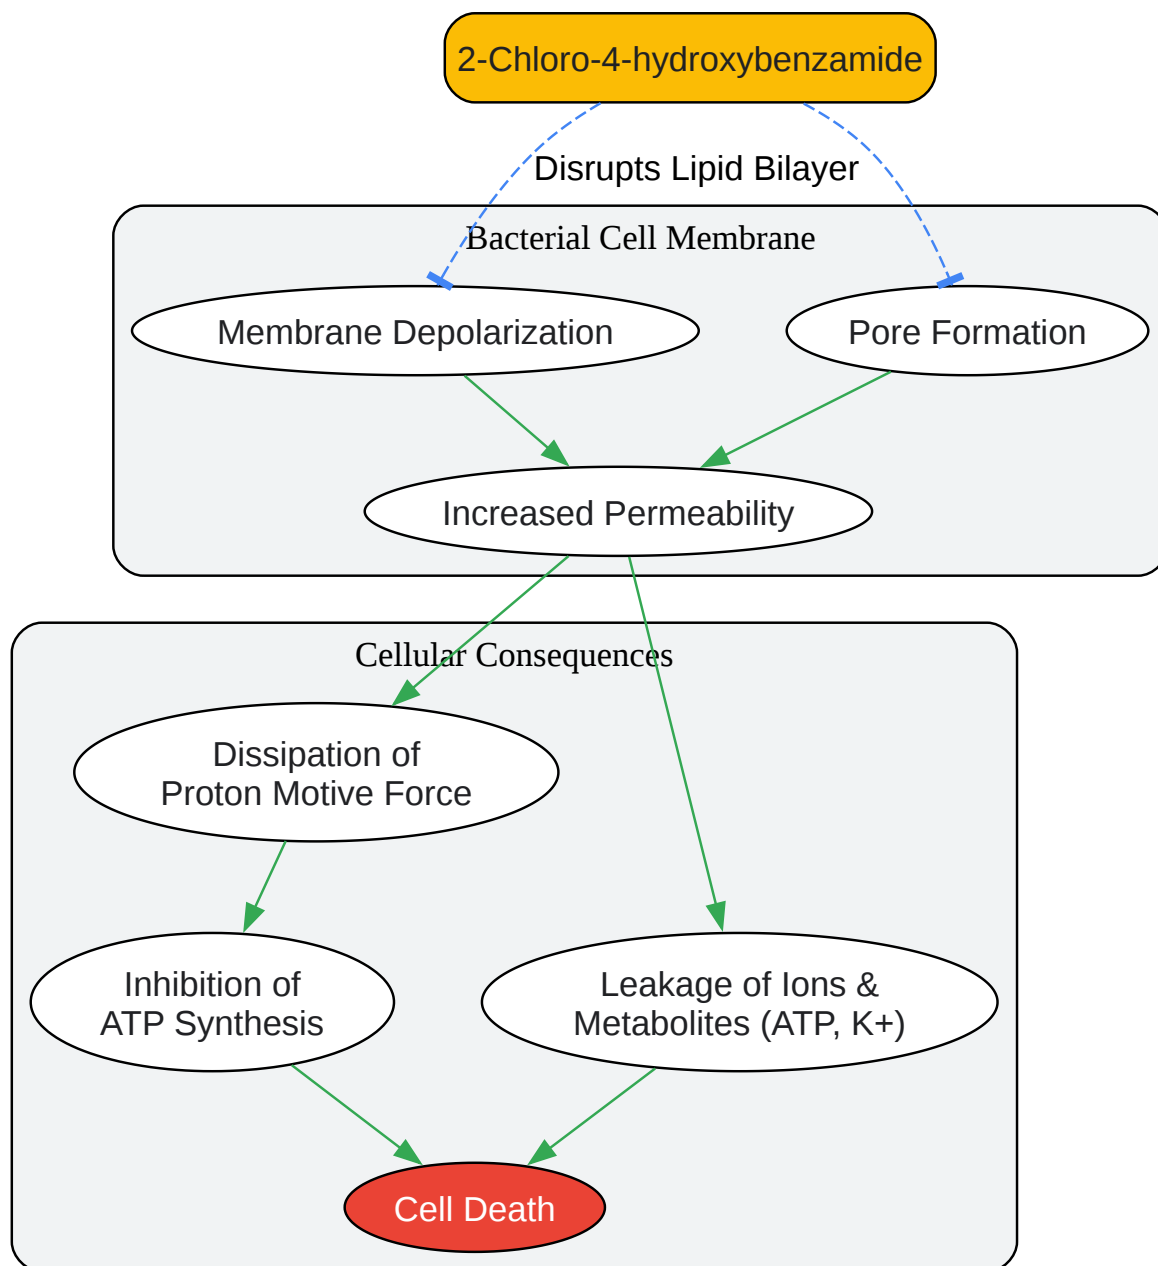 2-Chloro-4-hydroxybenzamide
Disrupts Lipid Bilayer
Bacterial Cell Membrane
Membrane Depolarization
Pore Formation
Increased Permeability
Cellular Consequences
Dissipation of
Proton Motive Force
Inhibition of
ATP Synthesis
Leakage of Ions &
Metabolites (ATP, K+)
Cell Death